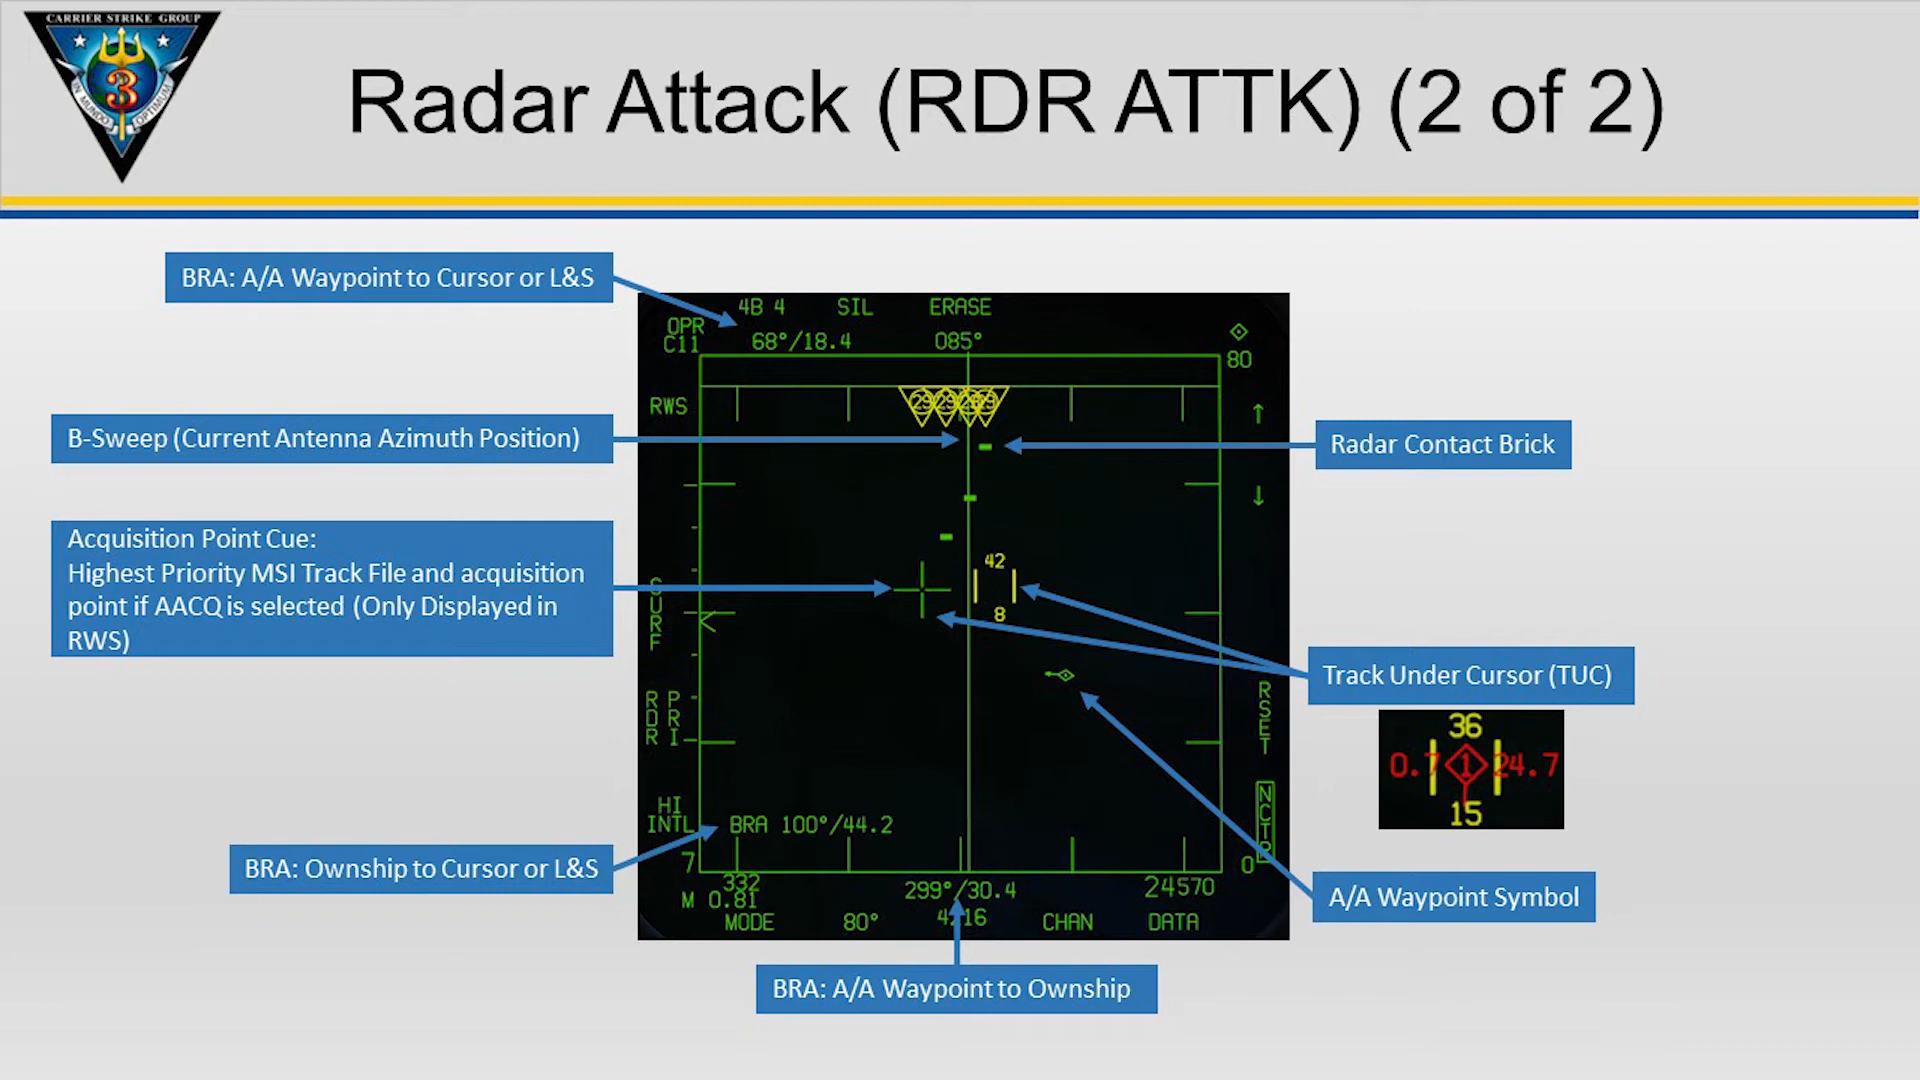 CARRIER STRIKE GROUP
3
IN MUNDO OPTIMUM
Radar Attack (RDR ATTK) (2 of 2)
BRA: A/A Waypoint to Cursor or L&S
4B 4 SIL ERASE
OPR
C11 68°/18.4 085°
80
RWS
29 29 29
B-Sweep (Current Antenna Azimuth Position)
Radar Contact Brick
Acquisition Point Cue:
Highest Priority MSI Track File and acquisition
point if AACQ is selected (Only Displayed in
RWS)
42
8
Track Under Cursor (TUC)
36
1 24.7
15
RDR PRI
RSET
HI
INTL BRA 100°/44.2
NCTR
BRA: Ownship to Cursor or L&S
7
0
332
M 0.81
299°/30.4 24570
A/A Waypoint Symbol
MODE 80° CHAN DATA
BRA: A/A Waypoint to Ownship